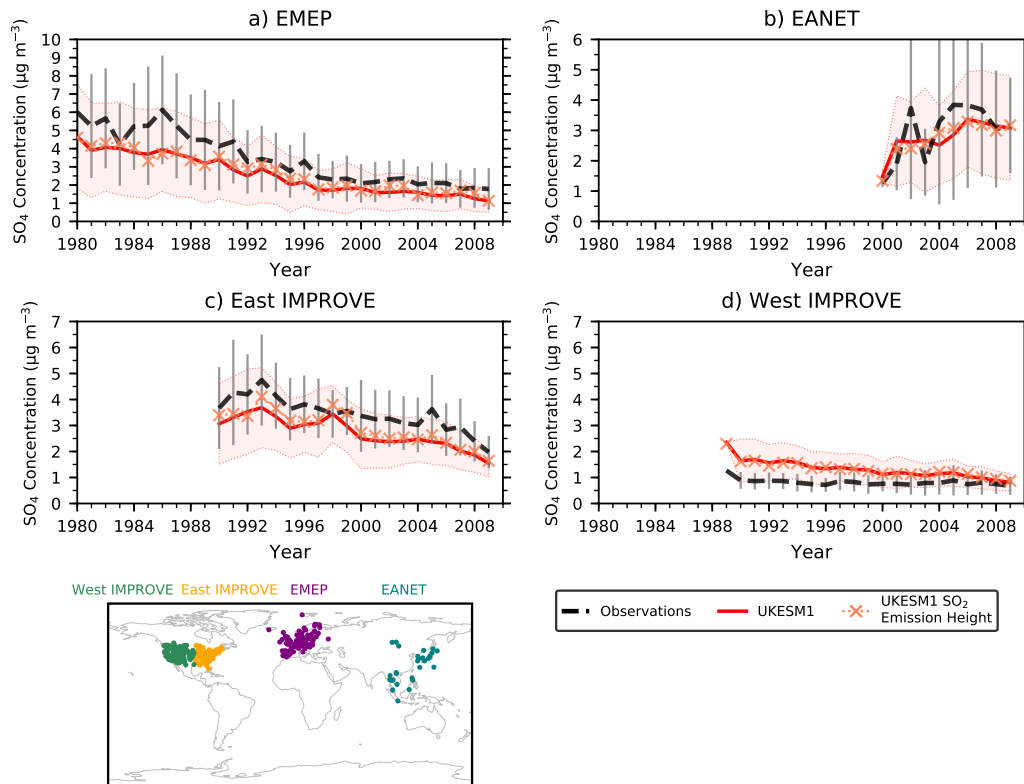 a) EMEP
b) EANET
SO₄ Concentration (μg m⁻³)
10
9
8
7
6
5
4
3
2
1
0
1980 1984 1988 1992 1996 2000 2004 2008
Year
SO₄ Concentration (μg m⁻³)
6
5
4
3
2
1
0
1980 1984 1988 1992 1996 2000 2004 2008
Year
c) East IMPROVE
d) West IMPROVE
SO₄ Concentration (μg m⁻³)
7
6
5
4
3
2
1
0
1980 1984 1988 1992 1996 2000 2004 2008
Year
SO₄ Concentration (μg m⁻³)
7
6
5
4
3
2
1
0
1980 1984 1988 1992 1996 2000 2004 2008
Year
West IMPROVE East IMPROVE EMEP EANET
Observations
UKESM1
UKESM1 SO₂
Emission Height